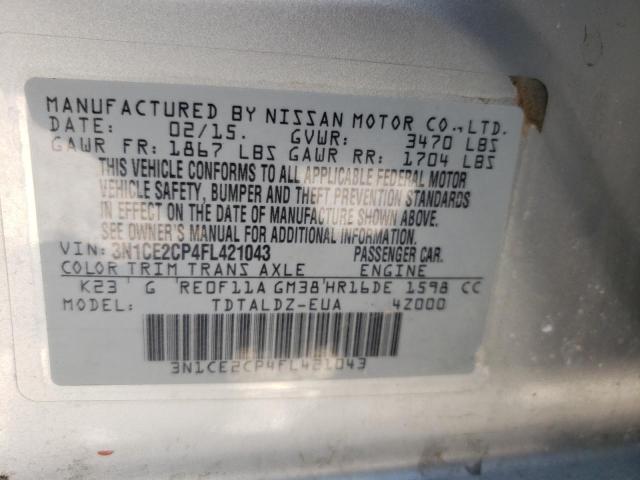 MANUFACTURED BY NISSAN MOTOR CO., LTD.
DATE: 02/15. GVWR: 3470 LBS
GAWR FR: 1867 LBS GAWR RR: 1704 LBS
THIS VEHICLE CONFORMS TO ALL APPLICABLE FEDERAL MOTOR
VEHICLE SAFETY, BUMPER AND THEFT PREVENTION STANDARDS
IN EFFECT ON THE DATE OF MANUFACTURE SHOWN ABOVE.
SEE OWNER'S MANUAL FOR ADDITIONAL INFORMATION
VIN: 3N1CE2CP4FL421043 PASSENGER CAR.
COLOR TRIM TRANS AXLE ENGINE
K23 G RE0F11A GM38 HR16DE 1598 CC
MODEL: TDTALDZ-EUA 4Z000
3N1CE2CP4FL421043